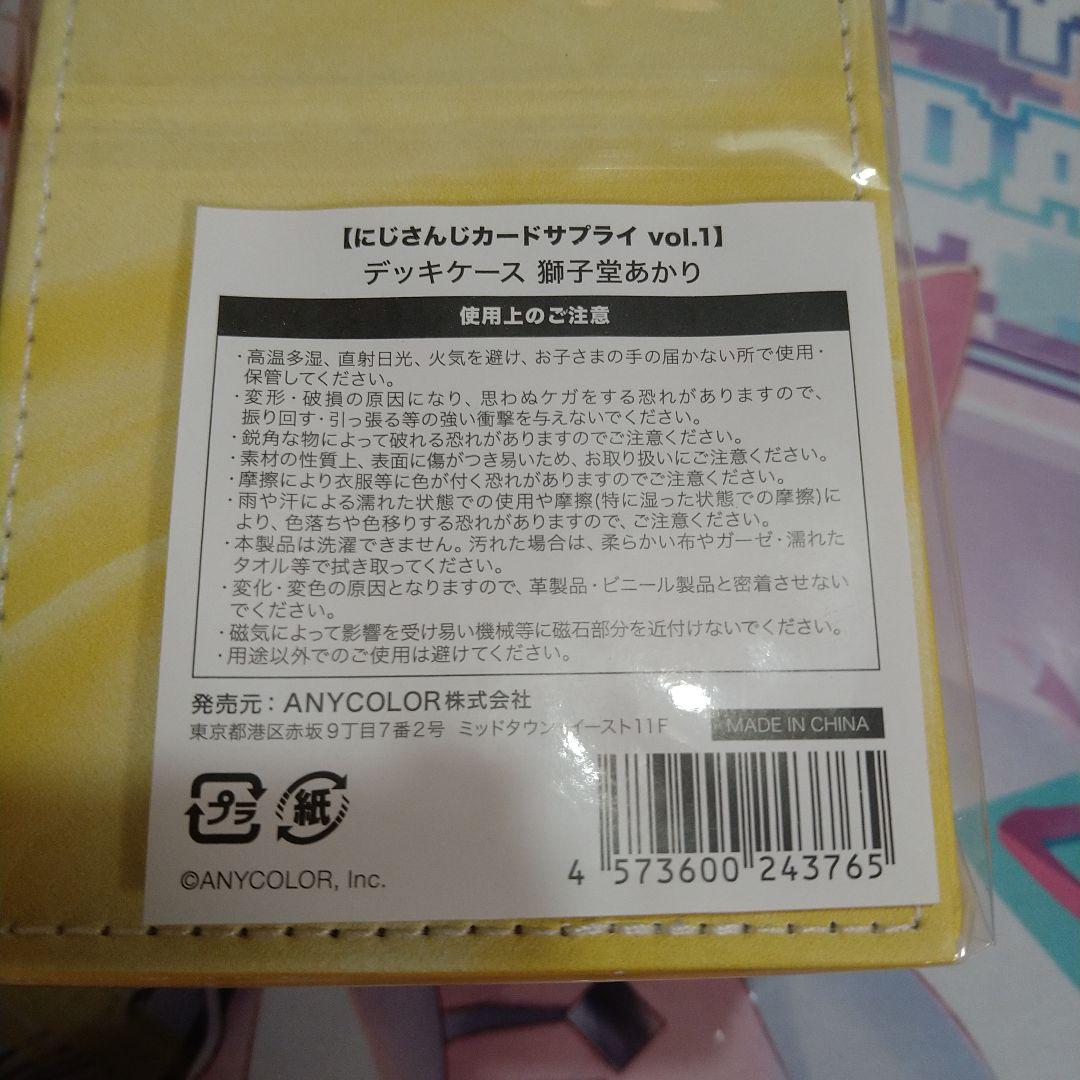 【にじさんじカードサプライ vol.1】
デッキケース 獅子堂あかり
使用上のご注意
・高温多湿、直射日光、火気を避け、お子さまの手の届かない所で使用・
保管してください。
・変形・破損の原因になり、思わぬケガをする恐れがありますので、
振り回す・引っ張る等の強い衝撃を与えないでください。
・鋭角な物によって破れる恐れがありますのでご注意ください。
・素材の性質上、表面に傷がつき易いため、お取り扱いにご注意ください。
・摩擦により衣服等に色が付く恐れがありますのでご注意ください。
・雨や汗による濡れた状態での使用や摩擦(特に湿った状態での摩擦)に
より、色落ちや色移りする恐れがありますので、ご注意ください。
・本製品は洗濯できません。汚れた場合は、柔らかい布やガーゼ・濡れた
タオル等で拭き取ってください。
・変化・変色の原因となりますので、革製品・ビニール製品と密着させない
でください。
・磁気によって影響を受け易い機械等に磁石部分を近付けないでください。
・用途以外でのご使用は避けてください。
発売元：ANYCOLOR株式会社
東京都港区赤坂9丁目7番2号 ミッドタウン・イースト11F
MADE IN CHINA
プラ 紙
©ANYCOLOR, Inc.
4 573600 243765